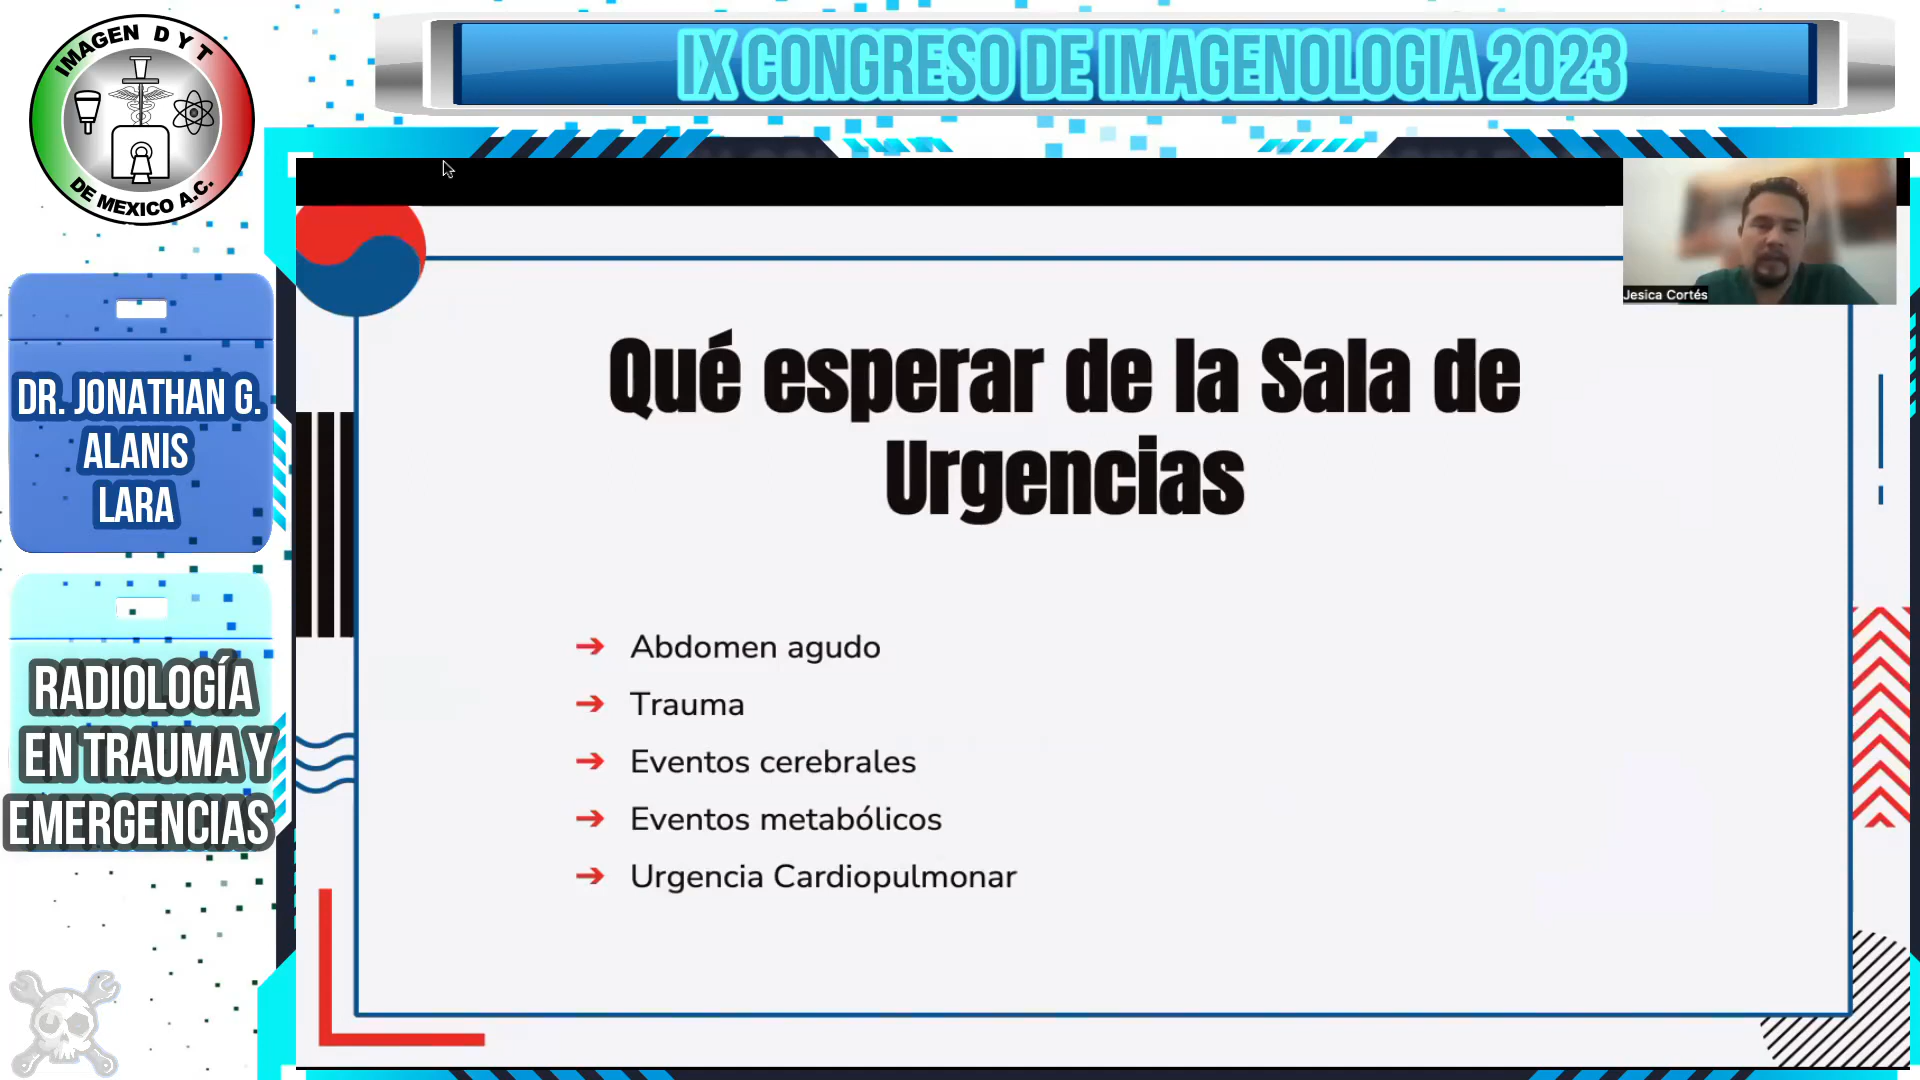 IMAGEN D Y T
DE MEXICO A.C.
IX CONGRESO DE IMAGENOLOGIA 2023
Jesica Cortés
DR. JONATHAN G.
ALANIS
LARA
RADIOLOGÍA
EN TRAUMA Y
EMERGENCIAS
Qué esperar de la Sala de
Urgencias
➔ Abdomen agudo
➔ Trauma
➔ Eventos cerebrales
➔ Eventos metabólicos
➔ Urgencia Cardiopulmonar